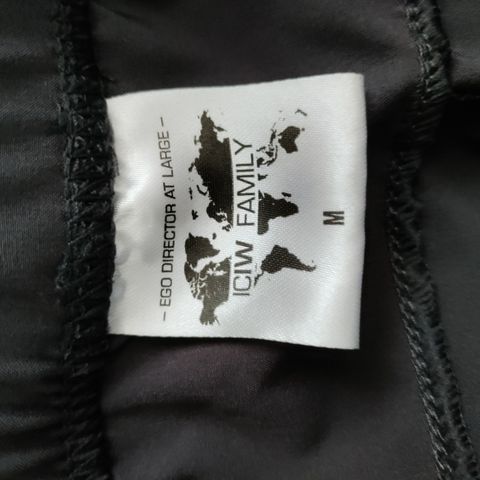 - EGO DIRECTOR AT LARGE -
ICIW FAMILY
M